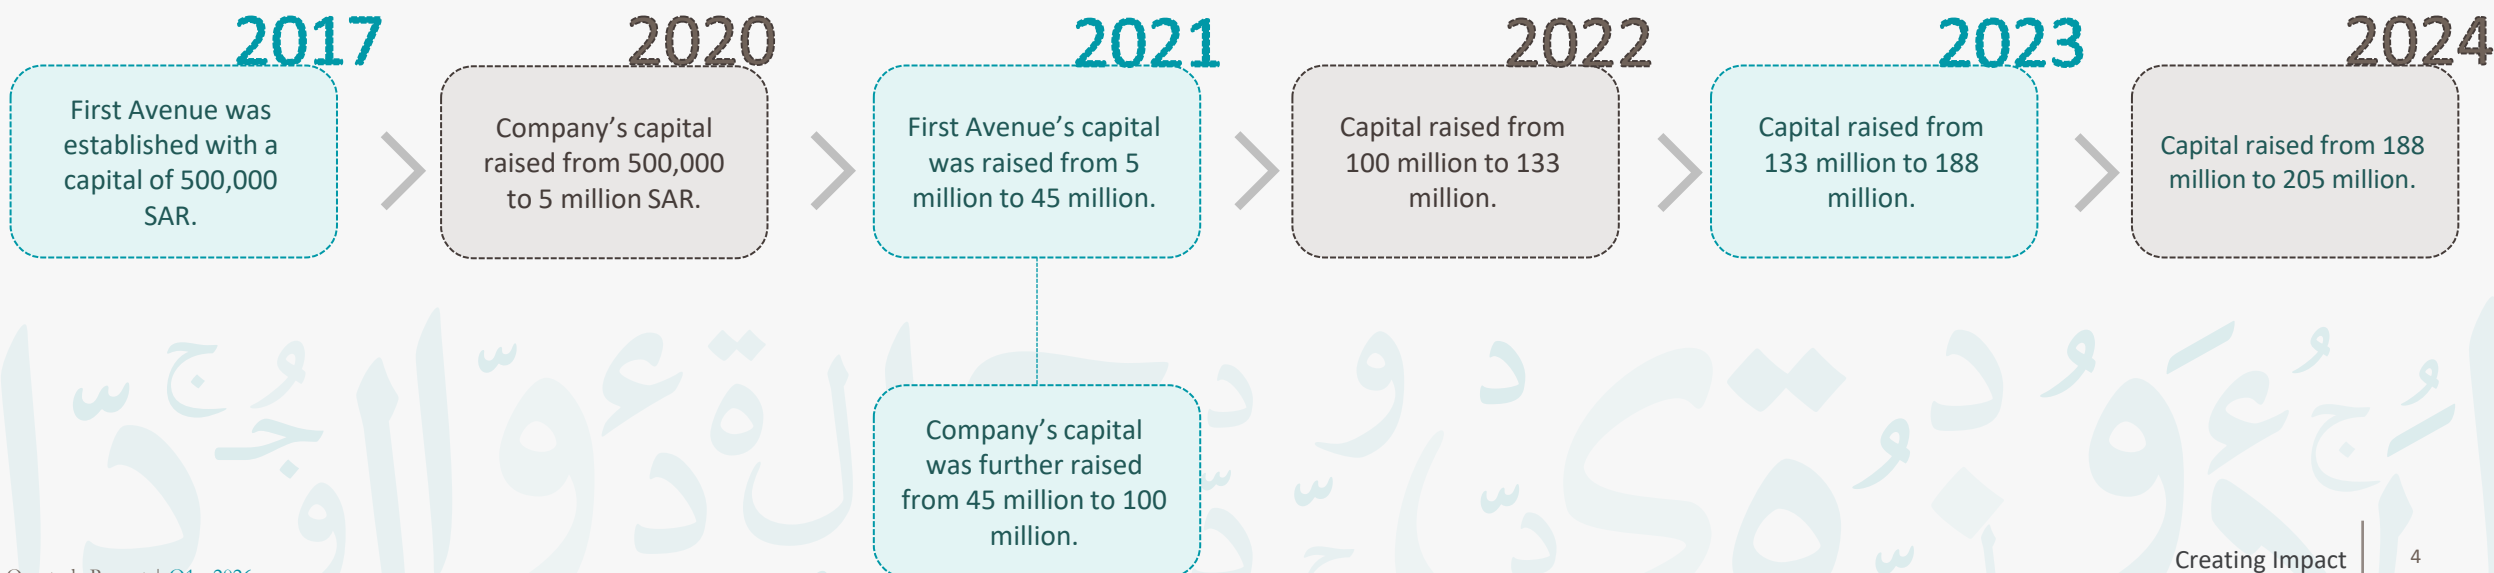 2017
First Avenue was
established with a
capital of 500,000
SAR.
2020
Company’s capital
raised from 500,000
to 5 million SAR.
2021
First Avenue’s capital
was raised from 5
million to 45 million.
Company’s capital
was further raised
from 45 million to 100
million.
2022
Capital raised from
100 million to 133
million.
2023
Capital raised from
133 million to 188
million.
2024
Capital raised from 188
million to 205 million.
Creating Impact
4